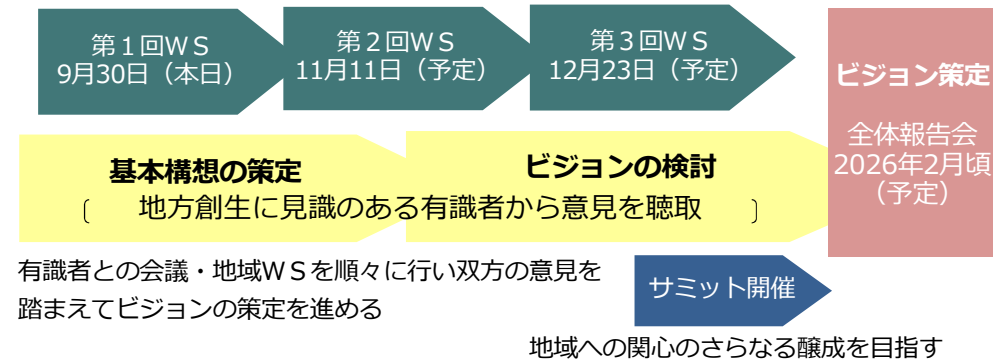 第１回ＷＳ
9月30日（本日）
第２回ＷＳ
11月11日（予定）
第３回ＷＳ
12月23日（予定）
ビジョン策定
全体報告会
2026年2月頃
（予定）
基本構想の策定
ビジョンの検討
〔　地方創生に見識のある有識者から意見を聴取　〕
有識者との会議・地域ＷＳを順々に行い双方の意見を
踏まえてビジョンの策定を進める
サミット開催
地域への関心のさらなる醸成を目指す